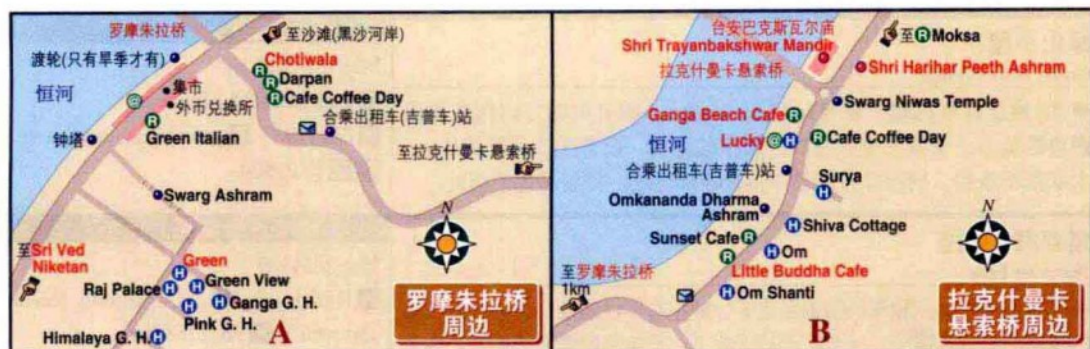 罗摩朱拉桥
至沙滩(黑沙河岸)
渡轮(只有旱季才有)
Chotiwala
R
Darpan
R
恒河
集市
R
Cafe Coffee Day
@
外币兑换所
合乘出租车(吉普车)站
R
钟塔
Green Italian
至拉克什曼卡悬索桥
Swarg Ashram
N
至Sri Ved
Niketan
Green
H
Green View
Raj Palace
H
H
H
H
Ganga G. H.
Pink G. H.
A
Himalaya G. H.
H
罗摩朱拉桥
周边
台安巴克斯瓦尔庙
至
R
Moksa
Shri Trayanbakshwar Mandir
拉克什曼卡悬索桥
Shri Harihar Peeth Ashram
Swarg Niwas Temple
Ganga Beach Cafe
R
恒河
Lucky
@
H
R
Cafe Coffee Day
合乘出租车(吉普车)站
Surya
H
Omkananda Dharma
Ashram
H
Shiva Cottage
N
Sunset Cafe
R
H
Om
R
至罗摩朱拉桥
1km
Little Buddha Cafe
H
Om Shanti
B
拉克什曼卡
悬索桥周边